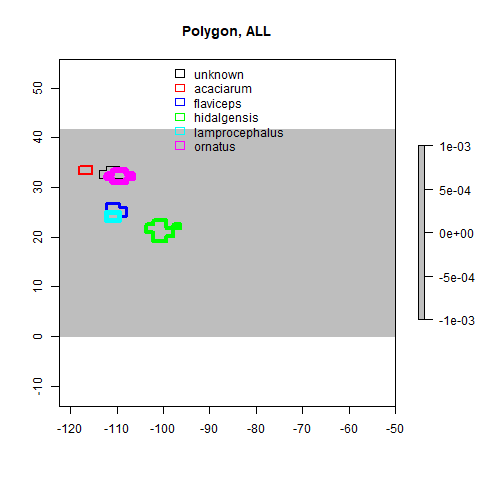 Polygon, ALL
unknown
acaciarum
flaviceps
hidalgensis
lamprocephalus
ornatus
50
40
30
20
10
0
-10
-120
-110
-100
-90
-80
-70
-60
-50
1e-03
5e-04
0e+00
-5e-04
-1e-03